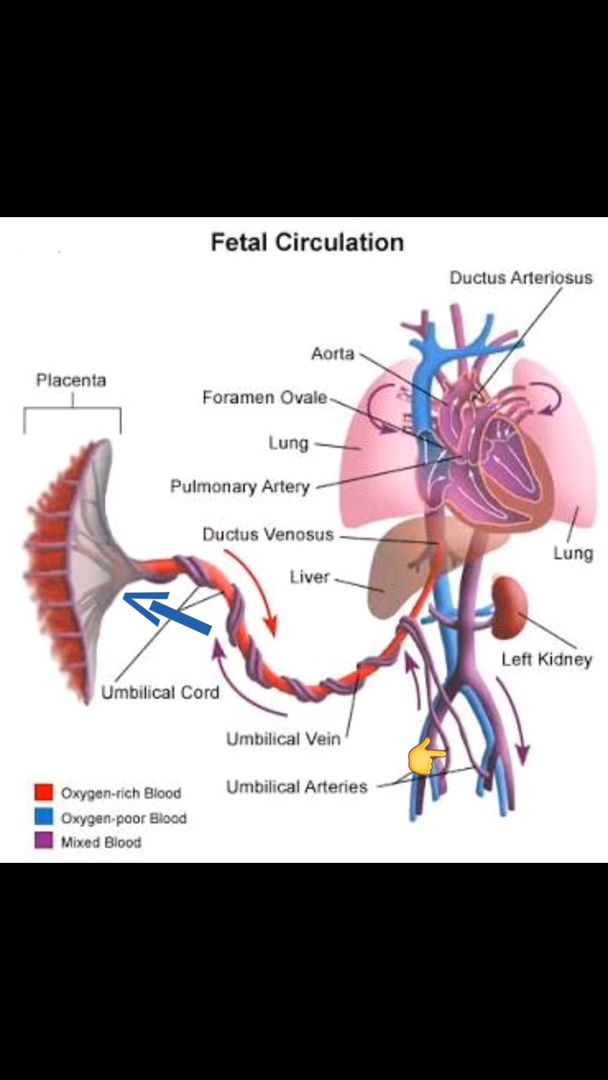 Fetal Circulation
Ductus Arteriosus
Aorta
Placenta
Foramen Ovale
Lung
Pulmonary Artery
Ductus Venosus
Lung
Liver
Left Kidney
Umbilical Cord
Umbilical Vein
Umbilical Arteries
Oxygen-rich Blood
Oxygen-poor Blood
Mixed Blood